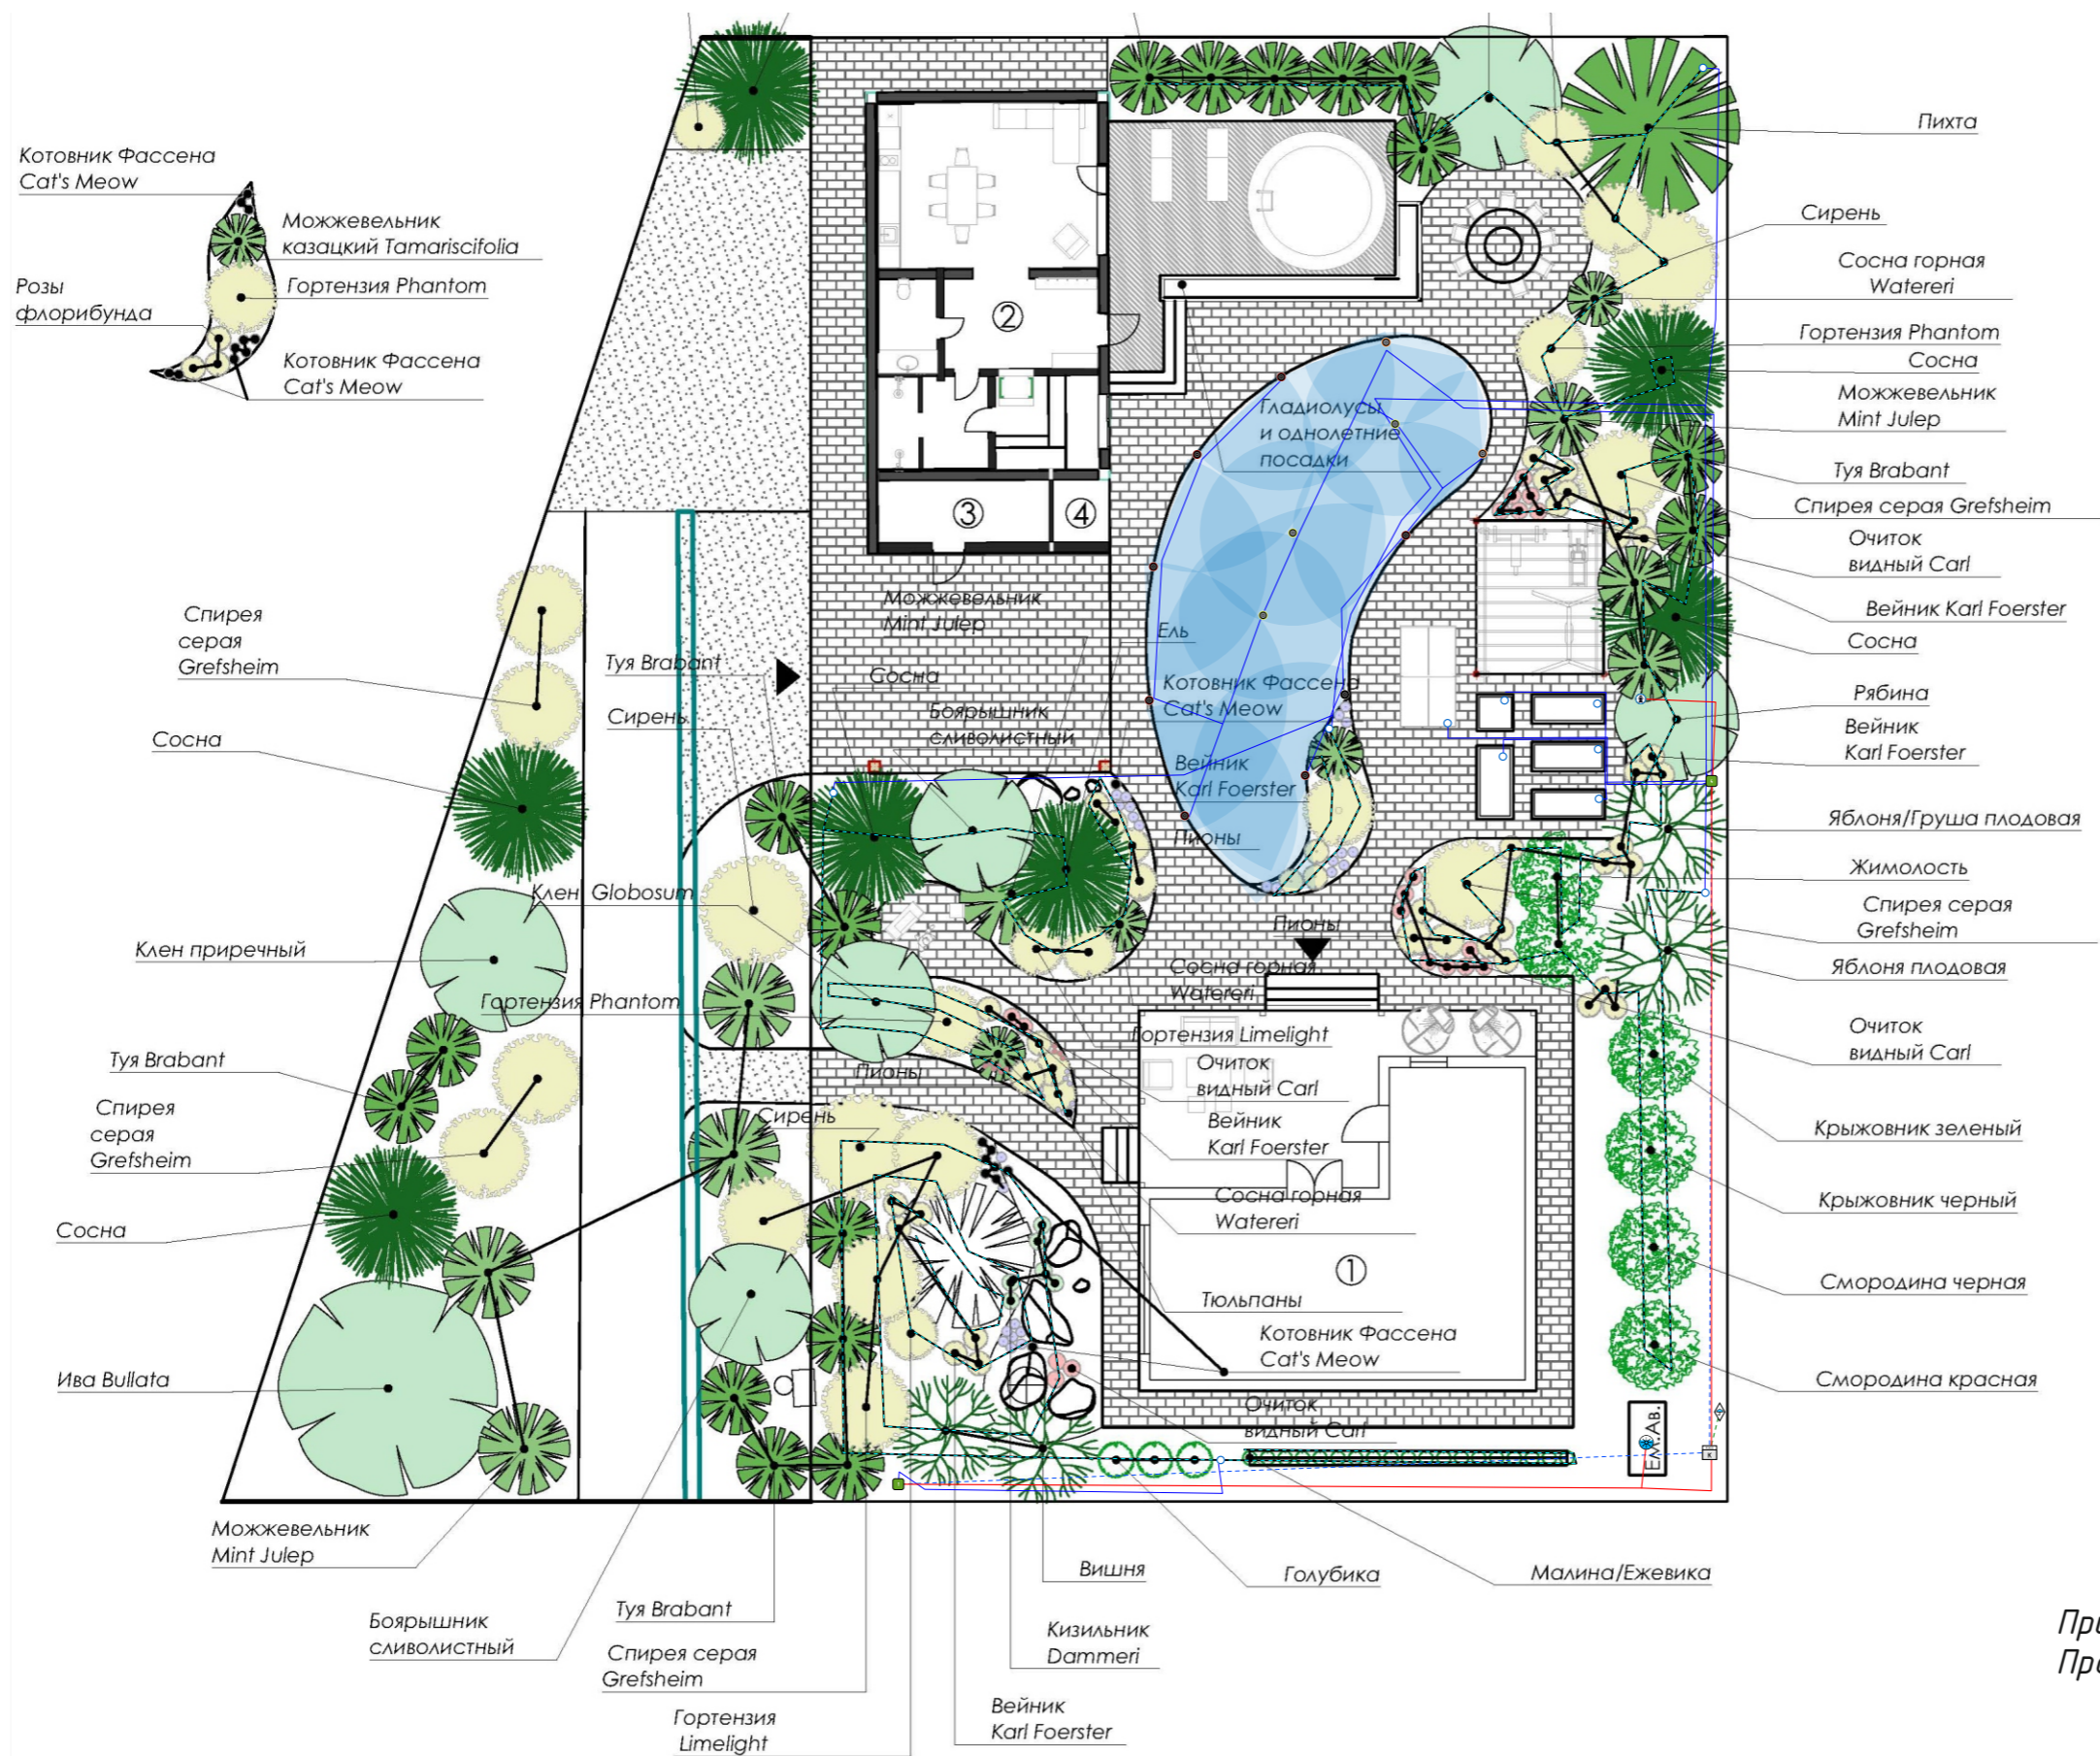 Котовник Фассена
Cat's Meow
Можжевельник
казацкий Tamariscifolia
Розы
флорибунда
Гортензия Phantom
Котовник Фассена
Cat's Meow
Пихта
Сирень
Сосна горная
Watereri
Гортензия Phantom
Сосна
Можжевельник
Mint Julep
Туя Brabant
Спирея серая Grefsheim
Очиток
видный Carl
Вейник Karl Foerster
Сосна
Рябина
Вейник
Karl Foerster
Яблоня/Груша плодовая
Жимолость
Спирея серая
Grefsheim
Яблоня плодовая
Очиток
видный Carl
Крыжовник зеленый
Крыжовник черный
Смородина черная
Смородина красная
②
③
④
Гладиолусы
и однолетние
посадки
Можжевельник
Mint Julep
Ель
Туя Brabant
Сосна
Сирень
Боярышник
сливолистный
Котовник Фассена
Cat's Meow
Вейник
Karl Foerster
Пионы
Клен Globosum
Пионы
Сосна горная
Watereri
Гортензия Phantom
Гортензия Limelight
Пионы
Очиток
видный Carl
Сирень
Вейник
Karl Foerster
Сосна горная
Watereri
①
Тюльпаны
Котовник Фассена
Cat's Meow
Очиток
видный Carl
ЕМ.АВ.
Спирея
серая
Grefsheim
Сосна
Клен приречный
Туя Brabant
Спирея
серая
Grefsheim
Сосна
Ива Bullata
Можжевельник
Mint Julep
Боярышник
сливолистный
Туя Brabant
Спирея серая
Grefsheim
Гортензия
Limelight
Вишня
Кизильник
Dammeri
Вейник
Karl Foerster
Голубика
Малина/Ежевика